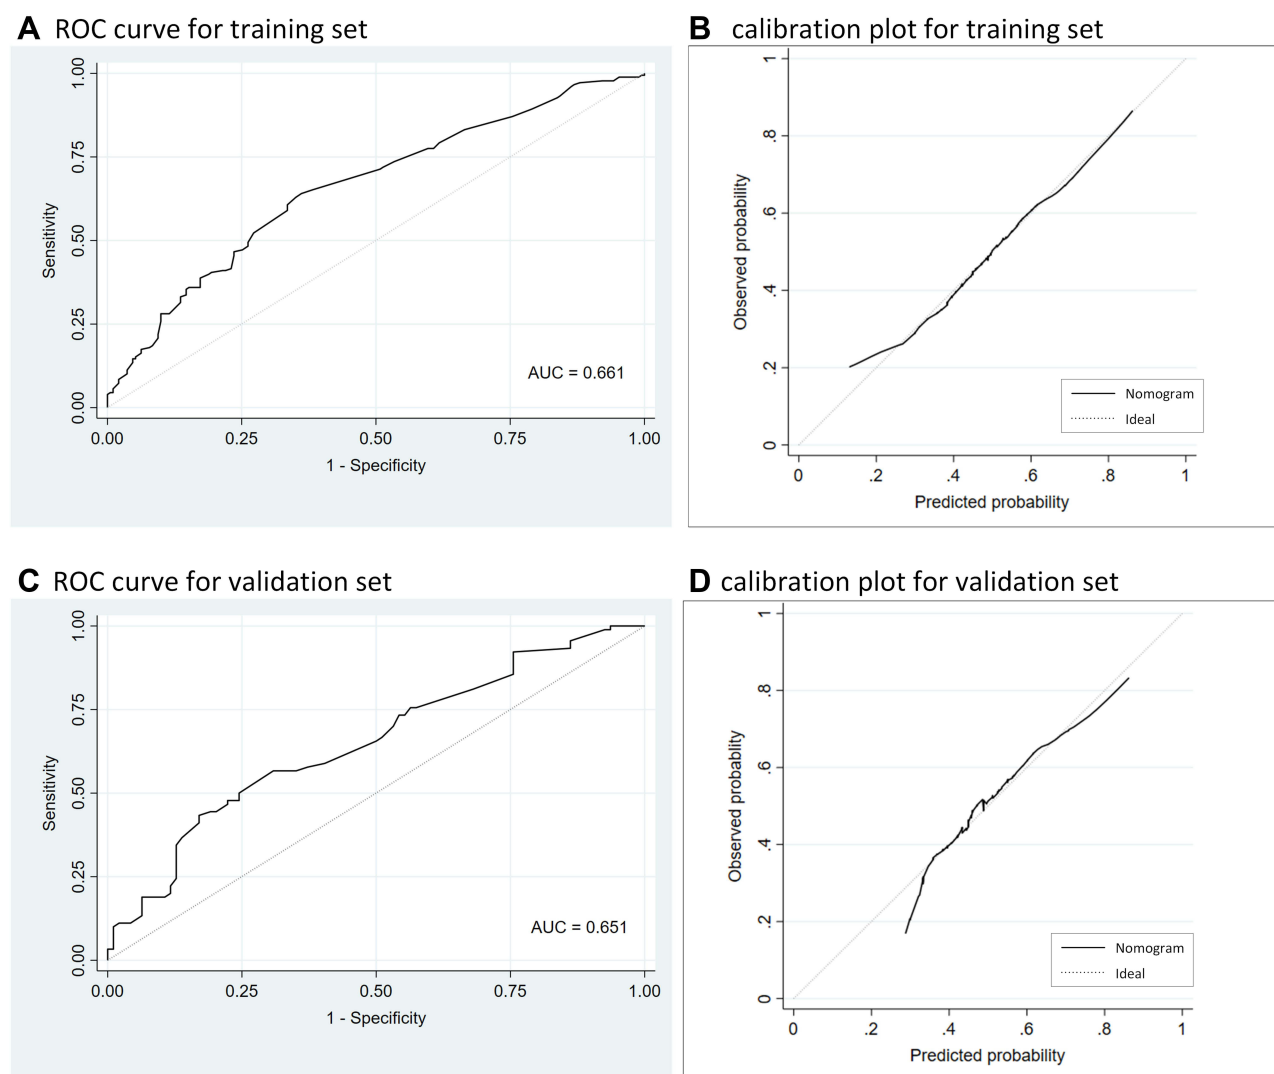 A ROC curve for training set
1.00
0.75
0.50
0.25
0.00
Sensitivity
AUC = 0.661
0.00 0.25 0.50 0.75 1.00
1 - Specificity
B calibration plot for training set
1
.8
.6
.4
.2
0
Observed probability
Nomogram
Ideal
0 .2 .4 .6 .8 1
Predicted probability
C ROC curve for validation set
1.00
0.75
0.50
0.25
0.00
Sensitivity
AUC = 0.651
0.00 0.25 0.50 0.75 1.00
1 - Specificity
D calibration plot for validation set
1
.8
.6
.4
.2
0
Observed probablity
Nomogram
Ideal
0 .2 .4 .6 .8 1
Predicted probability